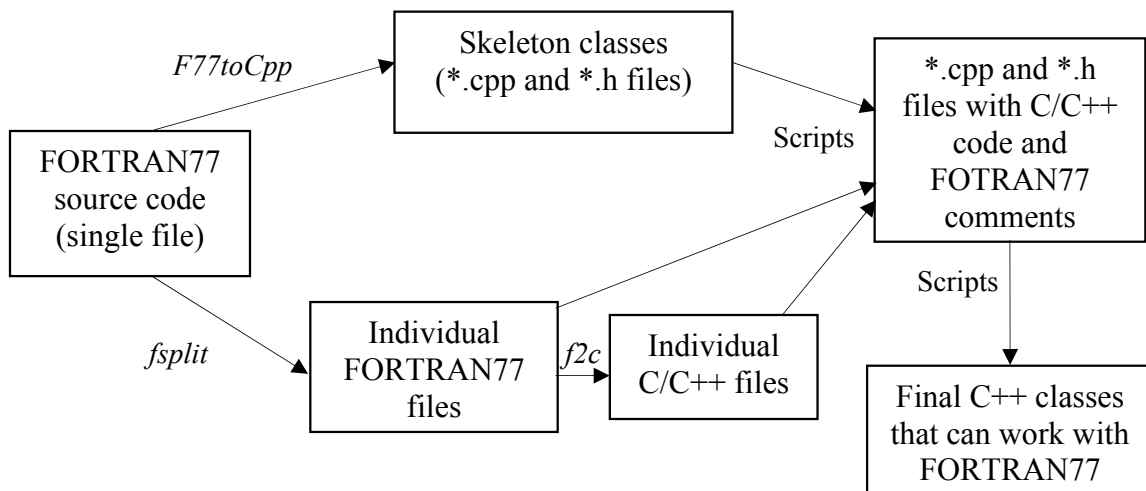 F77toCpp
Skeleton classes
(*.cpp and *.h files)
*.cpp and *.h
files with C/C++
code and
FOTRAN77
comments
Scripts
FORTRAN77
source code
(single file)
Scripts
fsplit
Individual
FORTRAN77
files
f2c
Individual
C/C++ files
Final C++ classes
that can work with
FORTRAN77